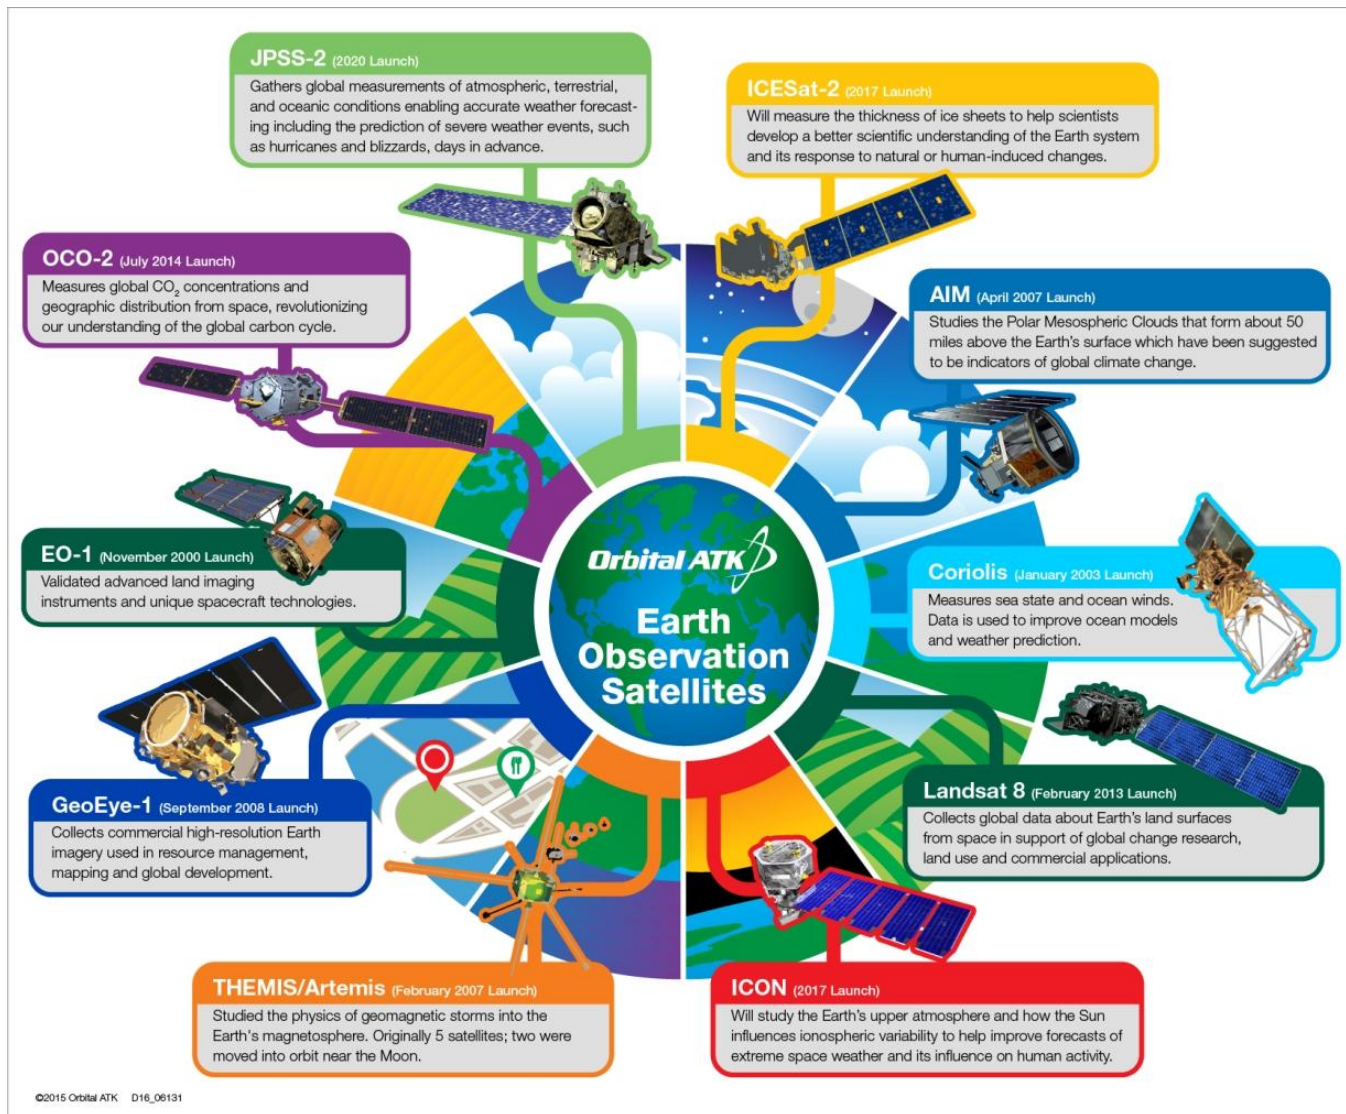 JPSS-2 (2020 Launch)
Gathers global measurements of atmospheric, terrestrial,
and oceanic conditions enabling accurate weather forecast-
ing including the prediction of severe weather events, such
as hurricanes and blizzards, days in advance.
ICESat-2 (2017 Launch)
Will measure the thickness of ice sheets to help scientists
develop a better scientific understanding of the Earth system
and its response to natural or human-induced changes.
OCO-2 (July 2014 Launch)
Measures global CO₂ concentrations and
geographic distribution from space, revolutionizing
our understanding of the global carbon cycle.
AIM (April 2007 Launch)
Studies the Polar Mesospheric Clouds that form about 50
miles above the Earth's surface which have been suggested
to be indicators of global climate change.
EO-1 (November 2000 Launch)
Validated advanced land imaging
instruments and unique spacecraft technologies.
Orbital ATK
Earth
Observation
Satellites
Coriolis (January 2003 Launch)
Measures sea state and ocean winds.
Data is used to improve ocean models
and weather prediction.
GeoEye-1 (September 2008 Launch)
Collects commercial high-resolution Earth
imagery used in resource management,
mapping and global development.
Landsat 8 (February 2013 Launch)
Collects global data about Earth's land surfaces
from space in support of global change research,
land use and commercial applications.
THEMIS/Artemis (February 2007 Launch)
Studied the physics of geomagnetic storms into the
Earth's magnetosphere. Originally 5 satellites; two were
moved into orbit near the Moon.
ICON (2017 Launch)
Will study the Earth's upper atmosphere and how the Sun
influences ionospheric variability to help improve forecasts of
extreme space weather and its influence on human activity.
©2015 Orbital ATK D16_06131